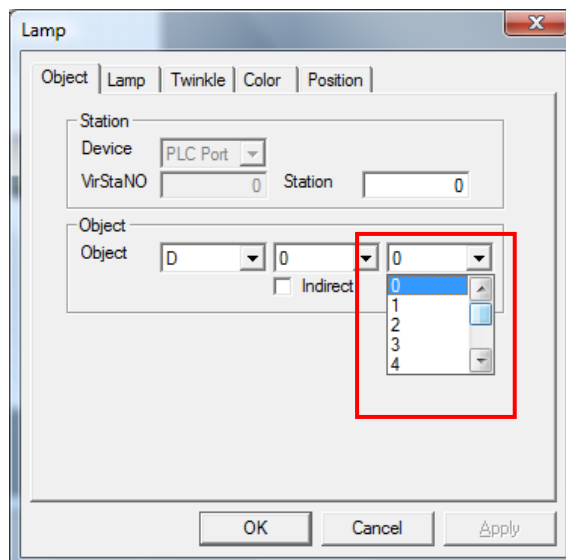 Lamp
Object Lamp Twinkle Color Position
Station
Device PLC Port
VirStaNO 0 Station 0
Object
Object D 0 0
Indirect 0
1
2
3
4
OK Cancel Apply